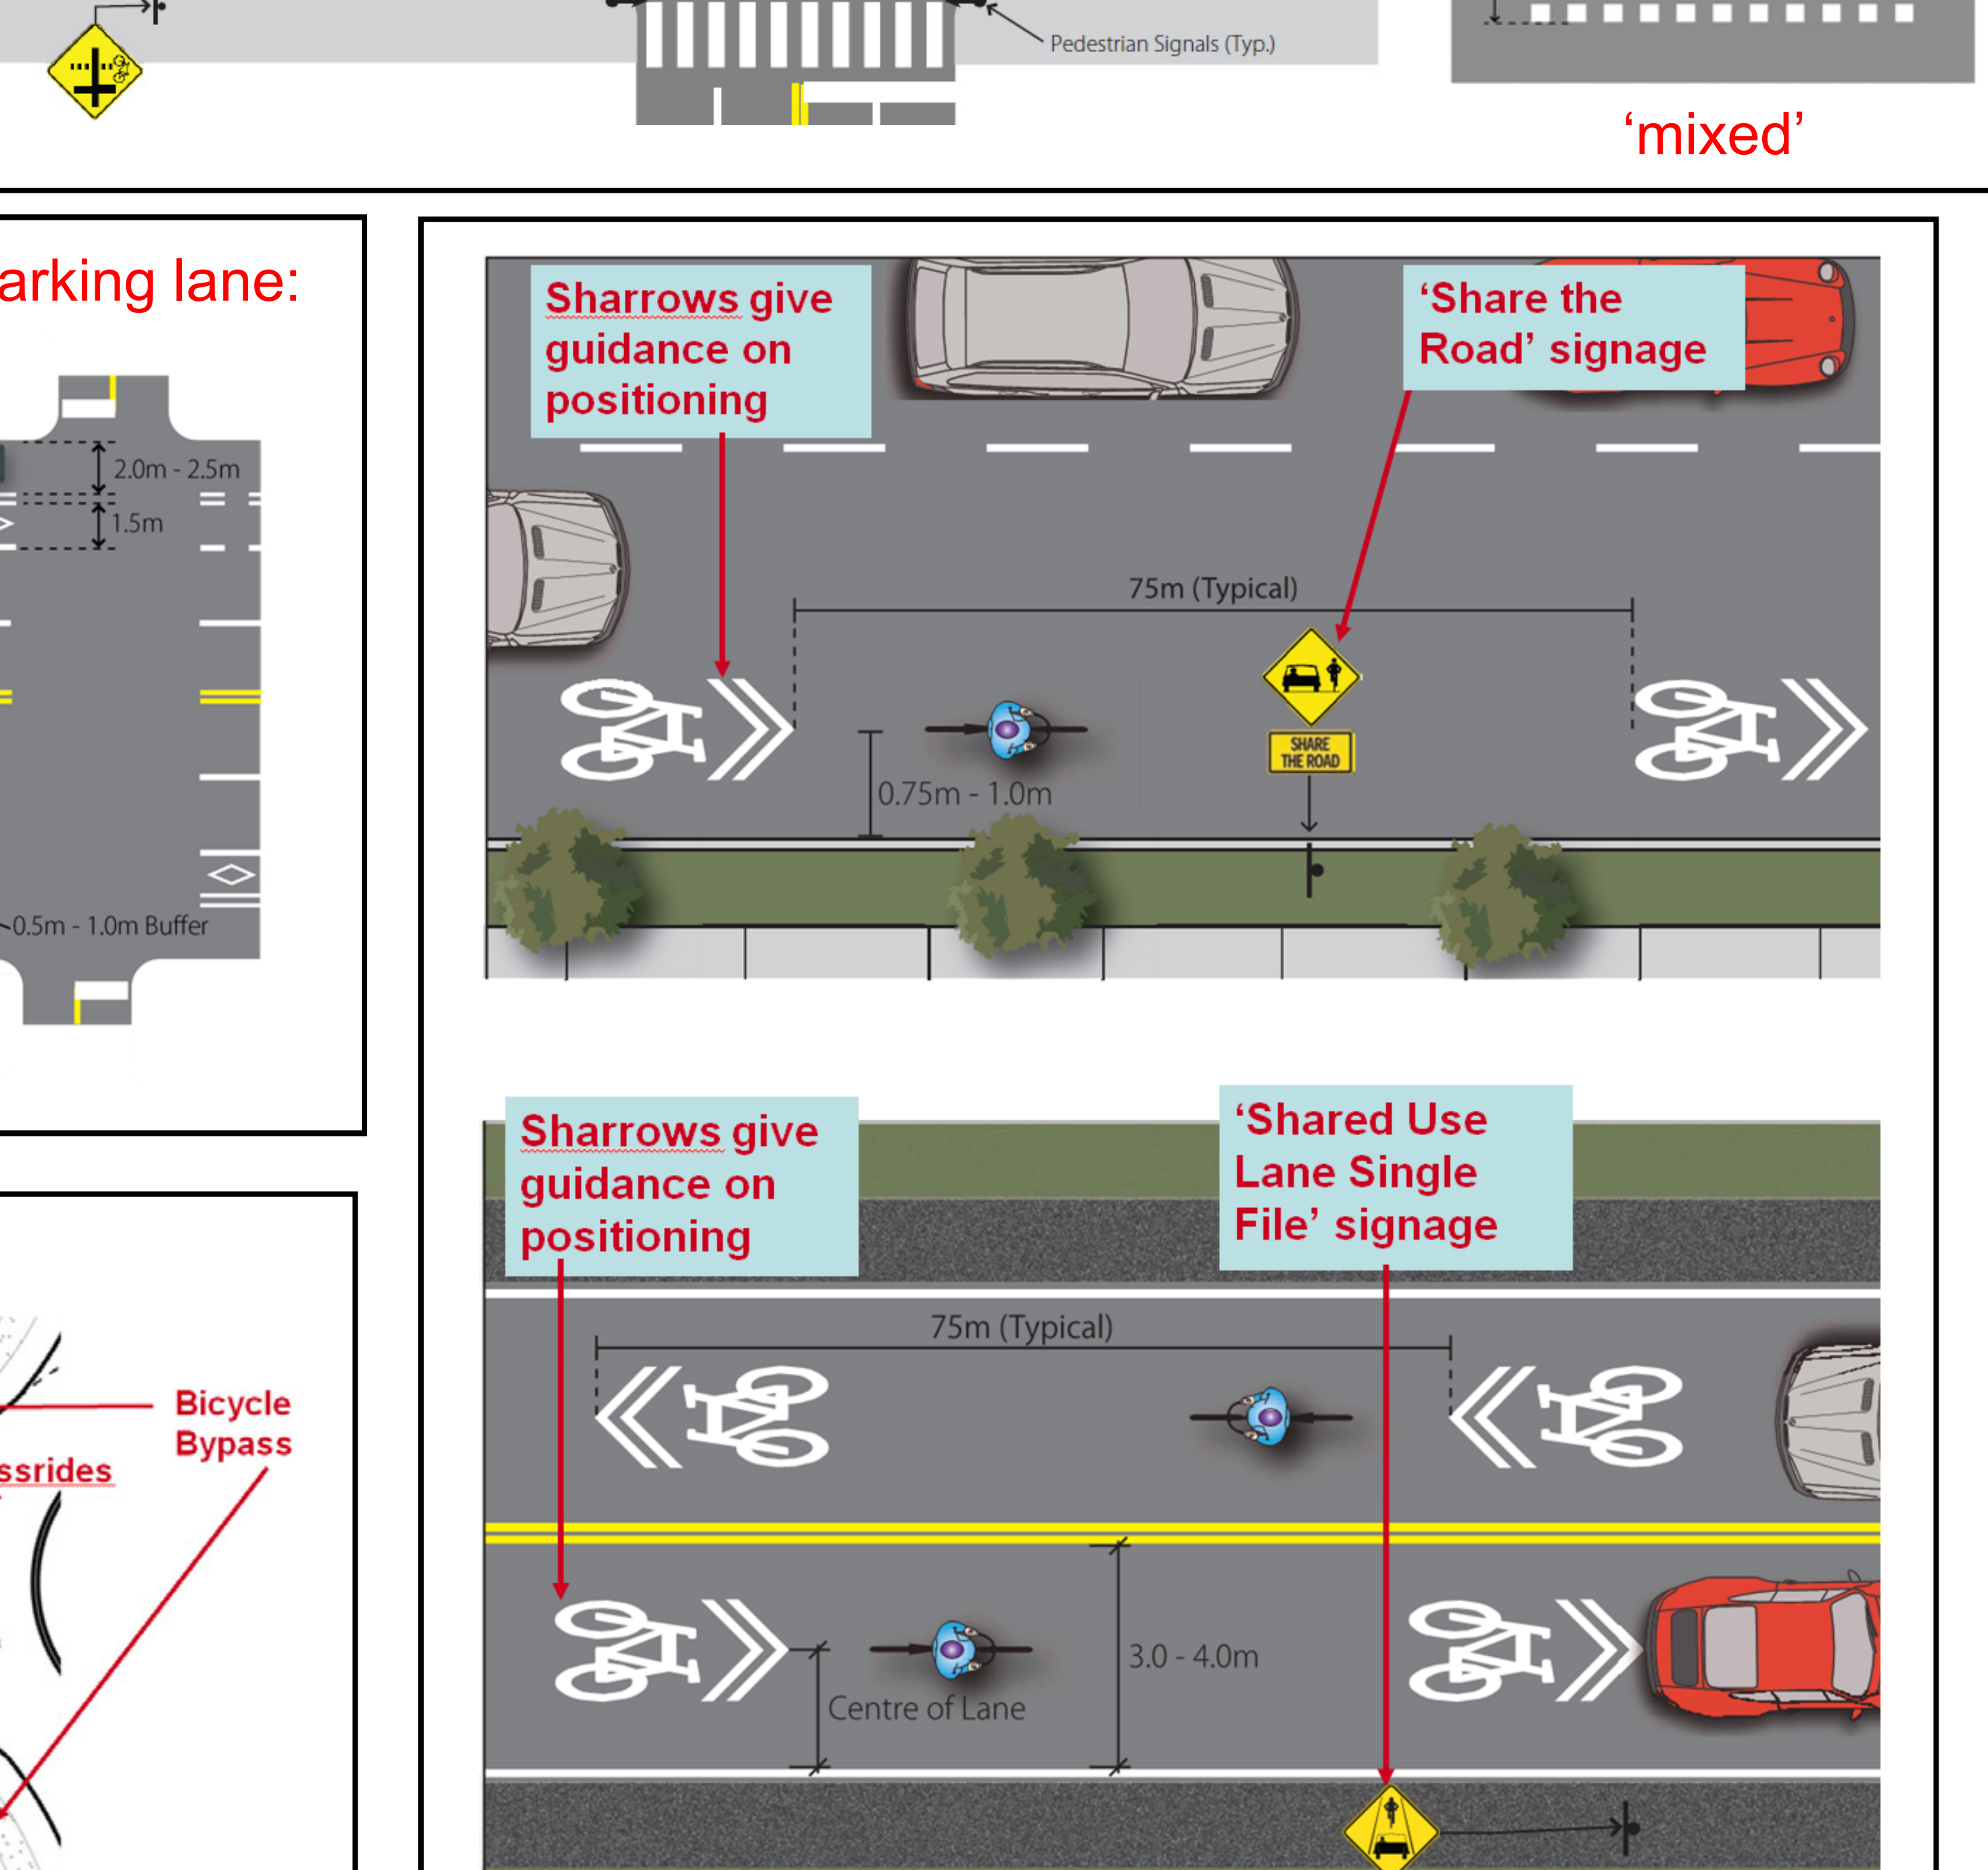 Pedestrian Signals (Typ.)
‘mixed’
arking lane:
2.0m - 2.5m
1.5m
0.5m - 1.0m Buffer
Sharrows give
guidance on
positioning
‘Share the
Road’ signage
75m (Typical)
SHARE
THE ROAD
0.75m - 1.0m
Sharrows give
guidance on
positioning
‘Shared Use
Lane Single
File’ signage
75m (Typical)
3.0 - 4.0m
Centre of Lane
Bicycle
Bypass
ssrides